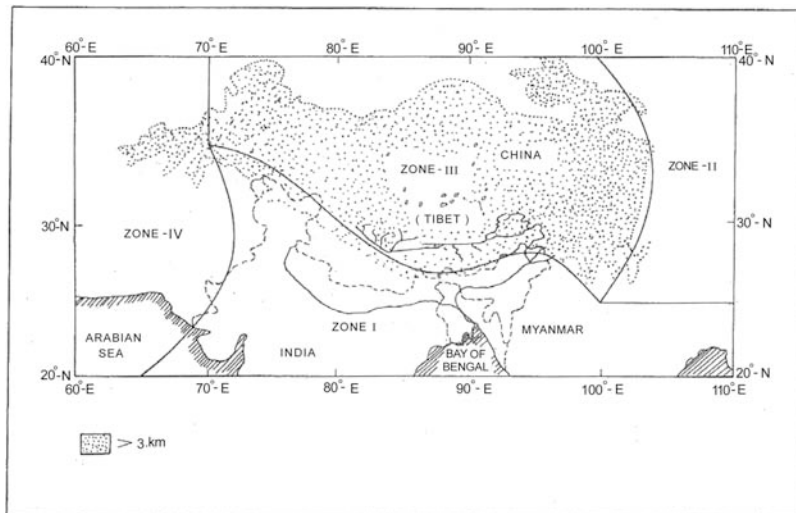 60°- E 70°- E 80°- E 90°- E 100°- E 110°- E
40°- N 40°- N
ZONE-III CHINA ZONE-II
(TIBET)
30°- N 30°- N
ZONE-IV
ZONE I MYANMAR
ARABIAN
SEA
INDIA
BAY OF
BENGAL
20°- N 20°- N
60°- E 70°- E 80°- E 90°- E 100°- E 110°- E
> 3.km